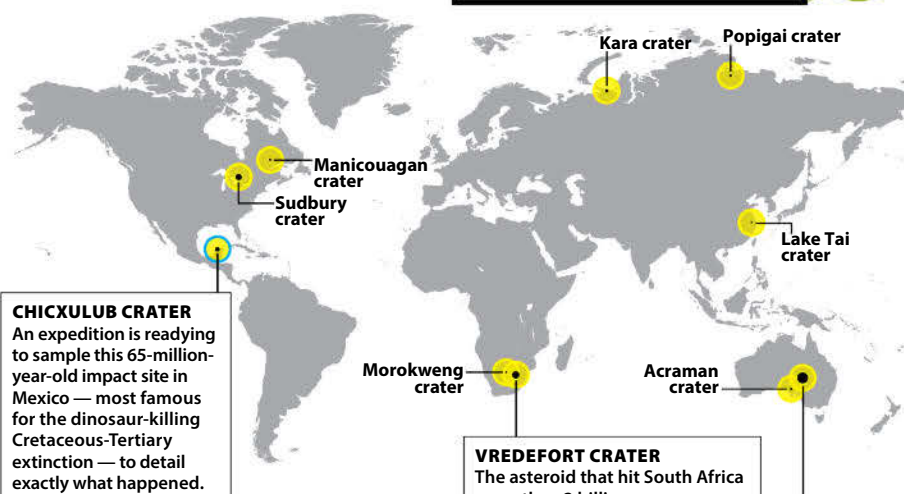 Kara crater
Popigai crater
Manicouagan
crater
Sudbury
crater
Lake Tai
crater
CHICXULUB CRATER
An expedition is readying
to sample this 65-million-
year-old impact site in
Mexico — most famous
for the dinosaur-killing
Cretaceous-Tertiary
extinction — to detail
exactly what happened.
Morokweng
crater
Acraman
crater
VREDEFORT CRATER
The asteroid that hit South Africa